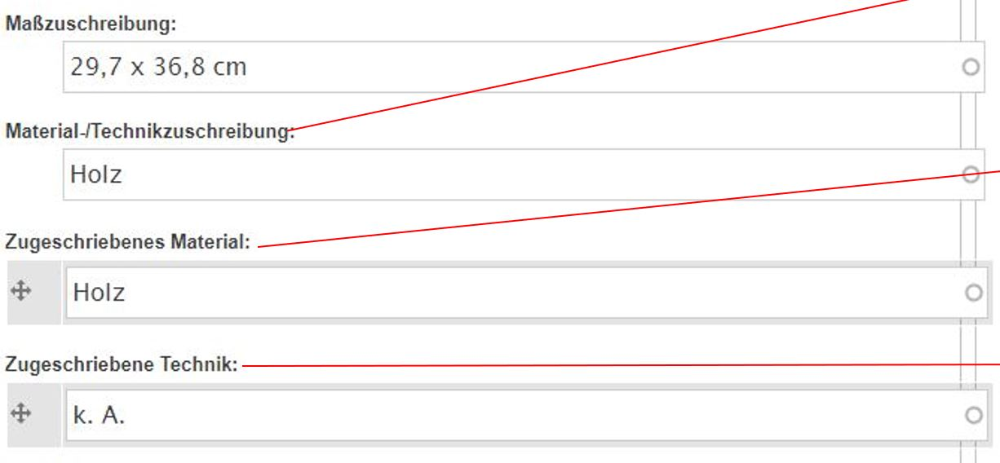 Maßzuschreibung:
29,7 x 36,8 cm
Material-/Technikzuschreibung:
Holz
Zugeschriebenes Material:
Holz
Zugeschriebene Technik:
k. A.